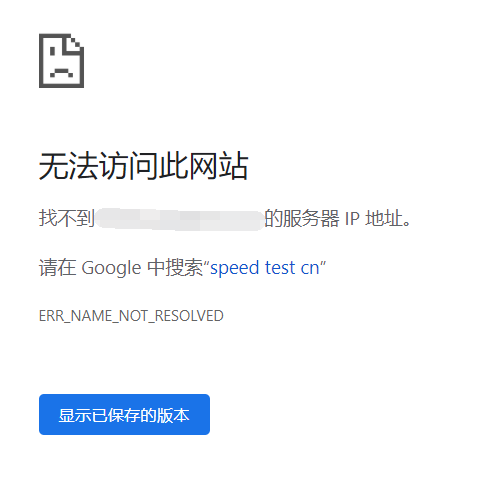 无法访问此网站
找不到 的服务器 IP 地址。
请在 Google 中搜索“speed test cn”
ERR_NAME_NOT_RESOLVED
显示已保存的版本